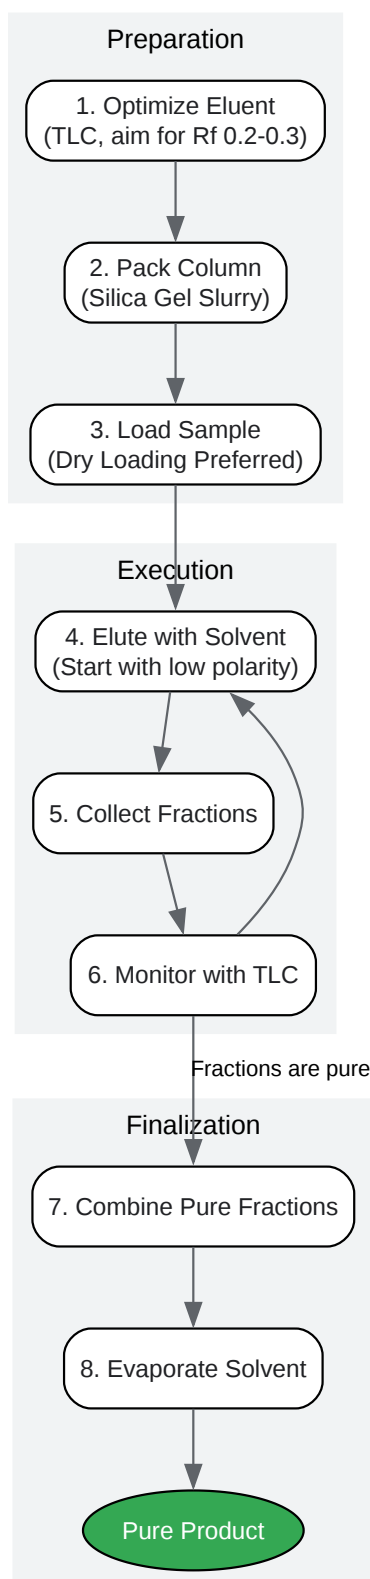 Preparation
1. Optimize Eluent
(TLC, aim for Rf 0.2-0.3)
2. Pack Column
(Silica Gel Slurry)
3. Load Sample
(Dry Loading Preferred)
Execution
4. Elute with Solvent
(Start with low polarity)
5. Collect Fractions
6. Monitor with TLC
Fractions are pure
Finalization
7. Combine Pure Fractions
8. Evaporate Solvent
Pure Product